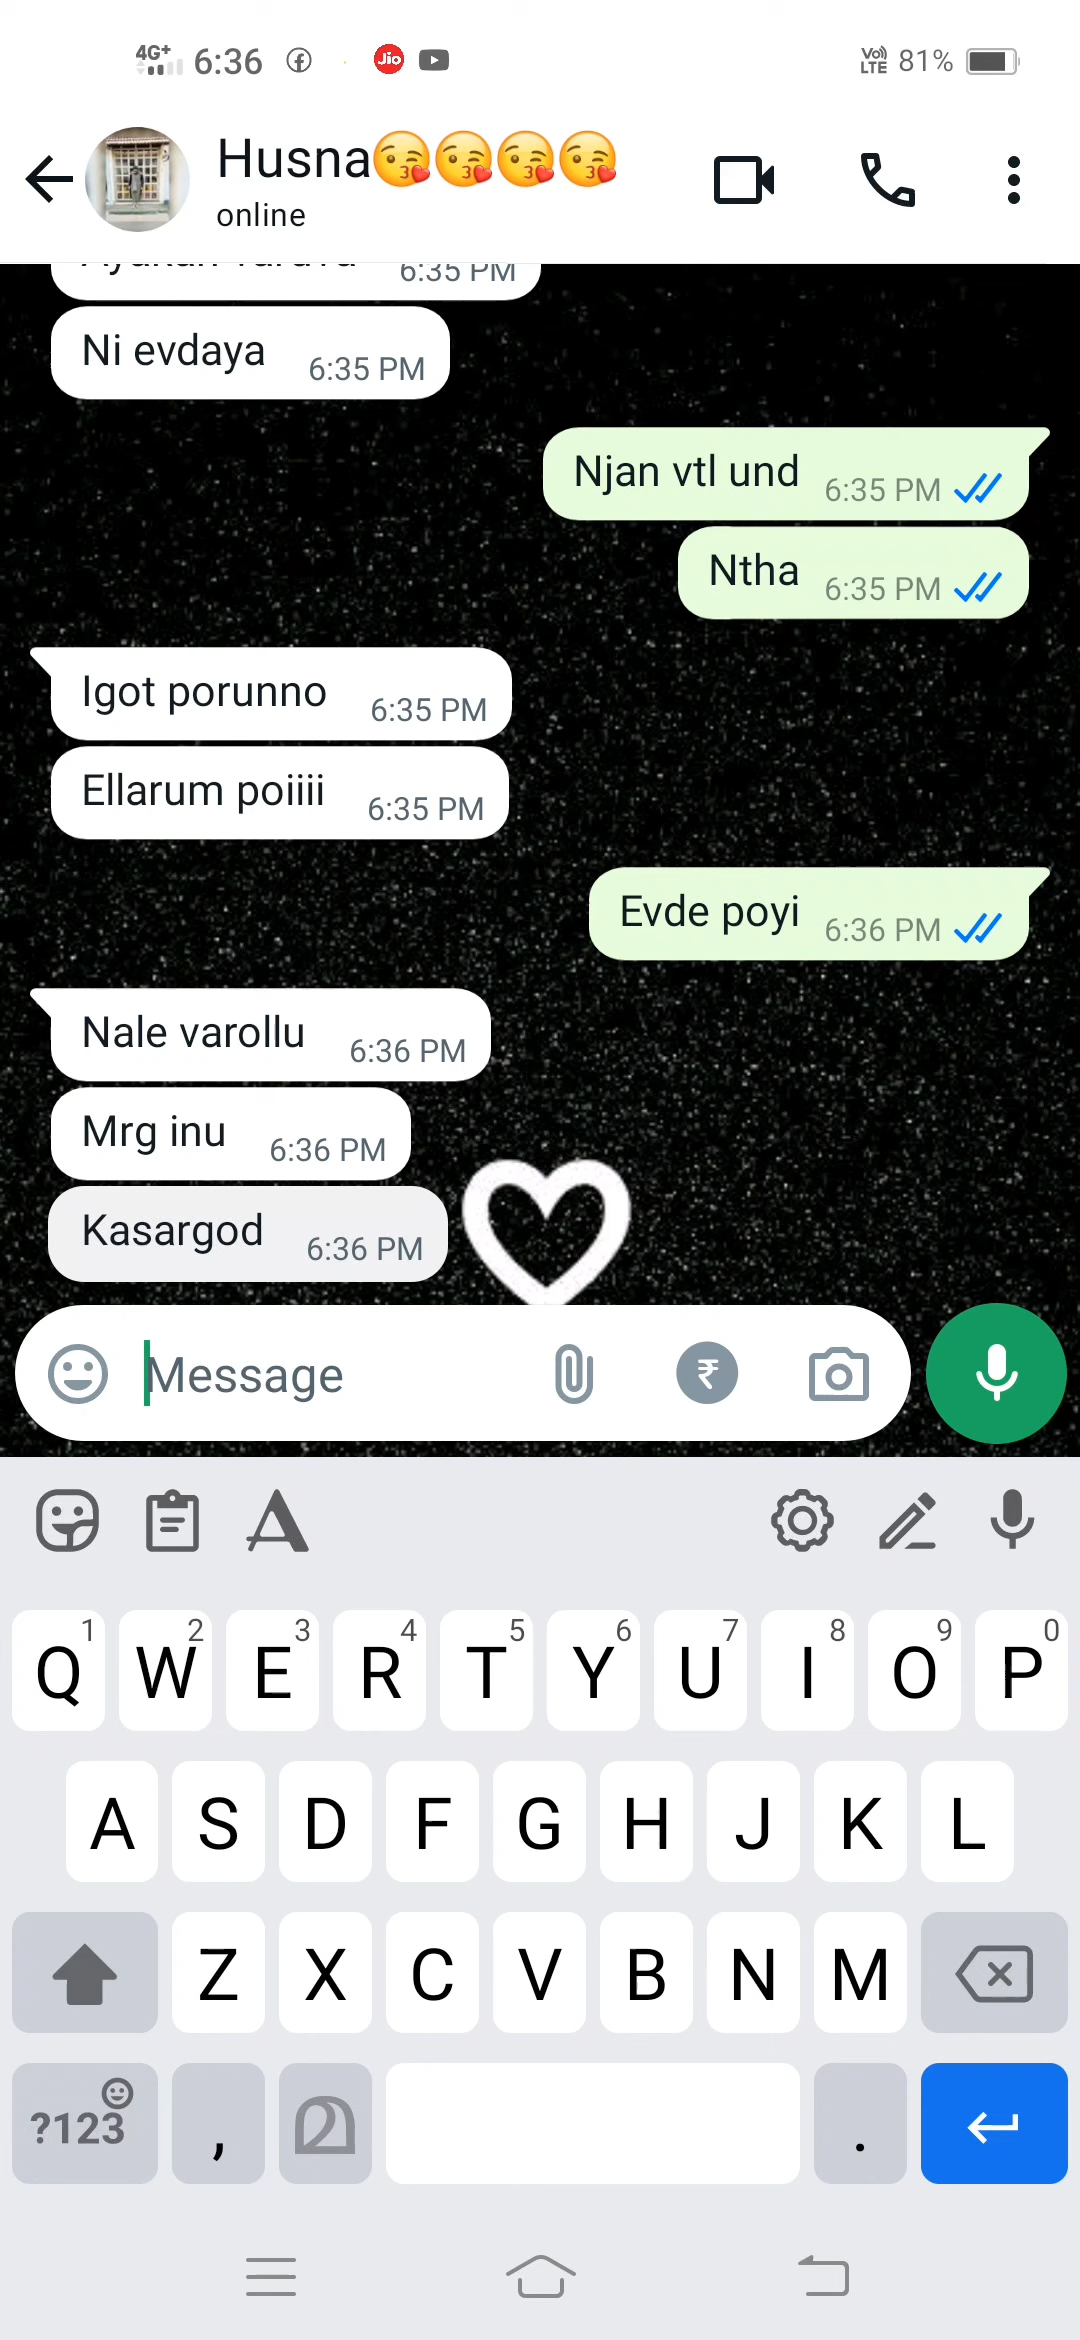 4G+ 6:36 Jio Vo) LTE 81%
Husna😘😘😘😘
online
6:35 PM
Ni evdaya 6:35 PM
Njan vtl und 6:35 PM
Ntha 6:35 PM
Igot porunno 6:35 PM
Ellarum poiiii 6:35 PM
Evde poyi 6:36 PM
Nale varollu 6:36 PM
Mrg inu 6:36 PM
Kasargod 6:36 PM
Message
₹
1 2 3 4 5 6 7 8 9 0
Q W E R T Y U I O P
A S D F G H J K L
Z X C V B N M
?123 , മ .